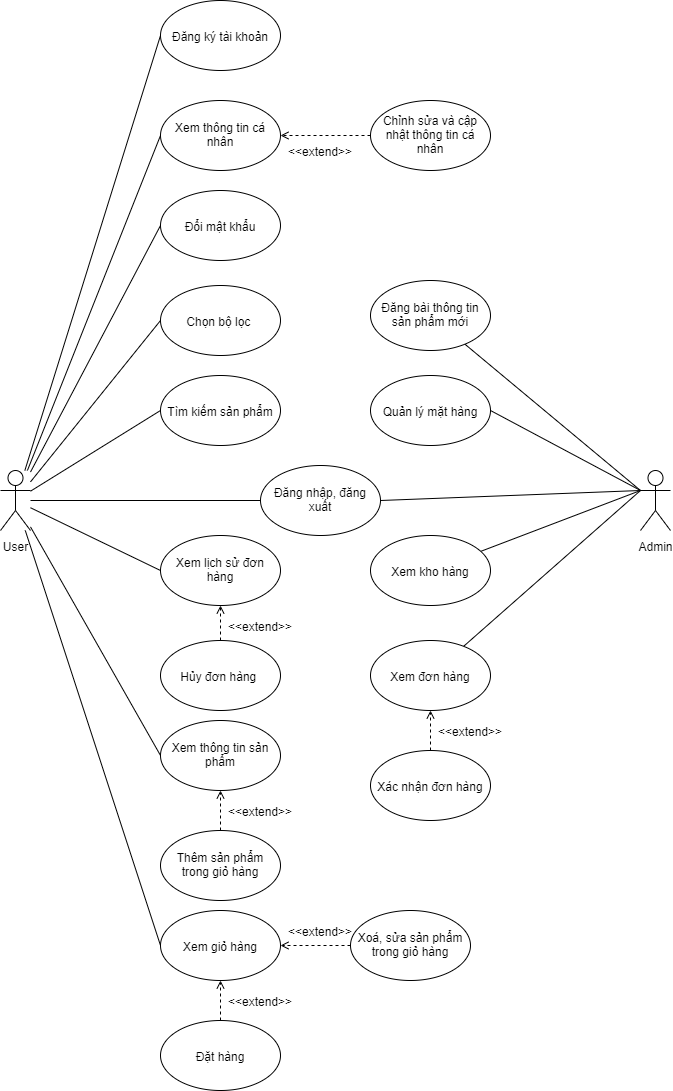 Đăng ký tài khoản
Xem thông tin cá
nhân
<<extend>>
Chỉnh sửa và cập
nhật thông tin cá
nhân
Đổi mật khẩu
Chọn bộ lọc
Đăng bài thông tin
sản phẩm mới
Tìm kiếm sản phẩm
Quản lý mặt hàng
Đăng nhập, đăng
xuất
User
Admin
Xem lịch sử đơn
hàng
Xem kho hàng
<<extend>>
Hủy đơn hàng
Xem đơn hàng
<<extend>>
Xem thông tin sản
phẩm
Xác nhận đơn hàng
<<extend>>
Thêm sản phẩm
trong giỏ hàng
Xem giỏ hàng
<<extend>>
Xoá, sửa sản phẩm
trong giỏ hàng
<<extend>>
Đặt hàng